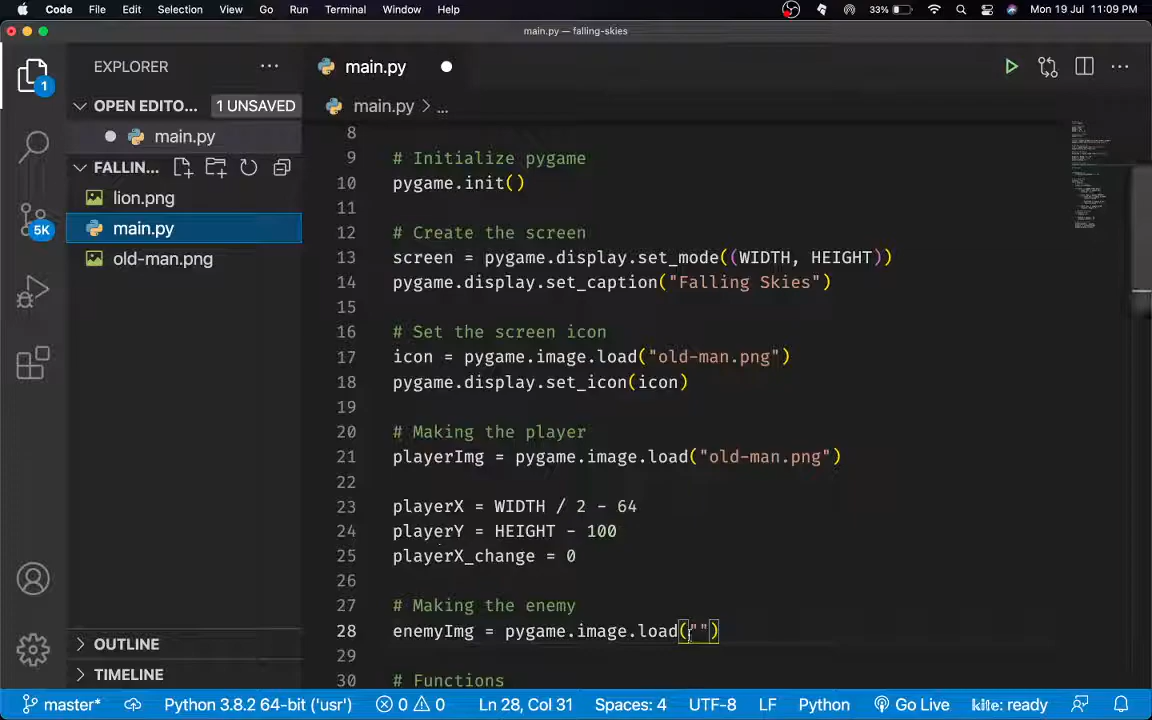 Code File Edit Selection View Go Run Terminal Window Help 33% Mon 19 Jul 11:09 PM
main.py — falling-skies
EXPLORER
main.py
1
OPEN EDITO... 1 UNSAVED
main.py > ...
main.py
FALLIN...
lion.png
main.py
old-man.png
5K
8
9 # Initialize pygame
10 pygame.init()
11
12 # Create the screen
13 screen = pygame.display.set_mode((WIDTH, HEIGHT))
14 pygame.display.set_caption("Falling Skies")
15
16 # Set the screen icon
17 icon = pygame.image.load("old-man.png")
18 pygame.display.set_icon(icon)
19
20 # Making the player
21 playerImg = pygame.image.load("old-man.png")
22
23 playerX = WIDTH / 2 - 64
24 playerY = HEIGHT - 100
25 playerX_change = 0
26
27 # Making the enemy
28 enemyImg = pygame.image.load("")
29
30 # Functions
OUTLINE
TIMELINE
master* Python 3.8.2 64-bit ('usr') 0 0 Ln 28, Col 31 Spaces: 4 UTF-8 LF Python Go Live kite: ready